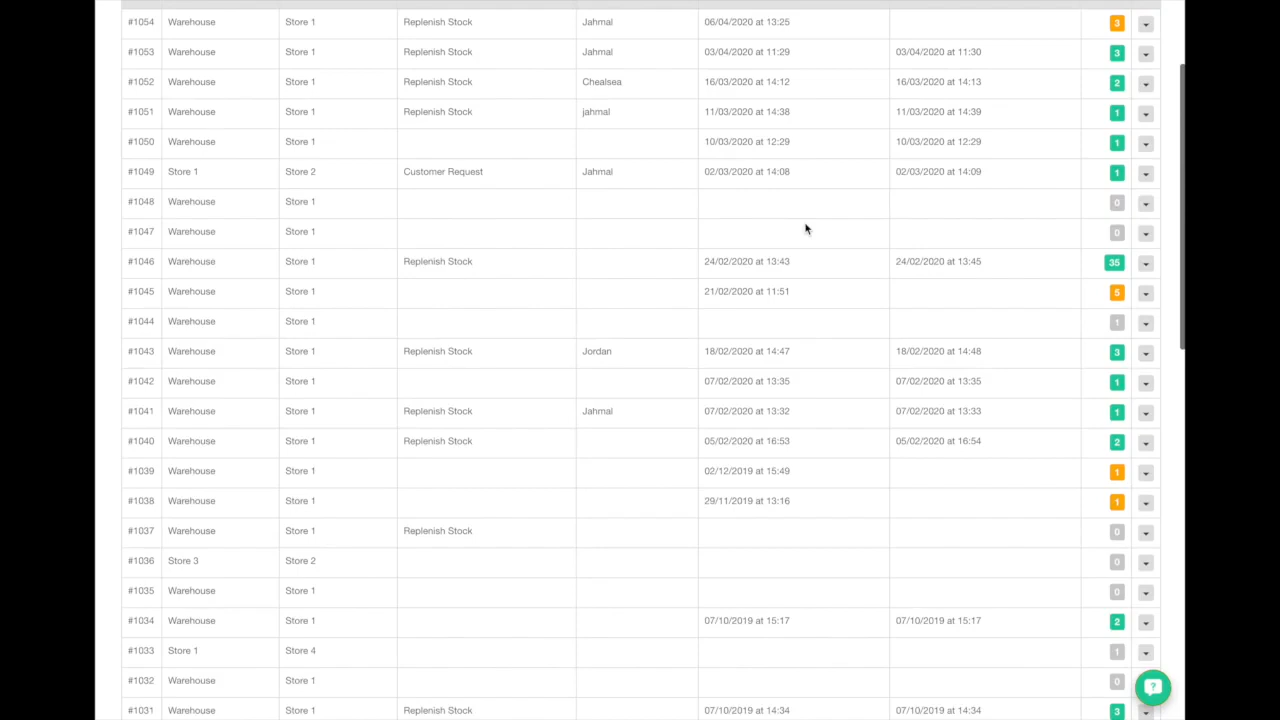 #1054 Warehouse Store 1 Replenish Stock Jahmal 06/04/2020 at 13:25 3
#1053 Warehouse Store 1 Replenish Stock Jahmal 03/04/2020 at 11:29 03/04/2020 at 11:30 3
#1052 Warehouse Store 1 Replenish Stock Chealsea 16/03/2020 at 14:12 16/03/2020 at 14:13 2
#1051 Warehouse Store 1 Replenish Stock jahmal 11/03/2020 at 14:38 11/03/2020 at 14:39 1
#1050 Warehouse Store 1 10/03/2020 at 12:29 10/03/2020 at 12:29 1
#1049 Store 1 Store 2 Customer Request Jahmal 02/03/2020 at 14:08 02/03/2020 at 14:09 1
#1048 Warehouse Store 1 0
#1047 Warehouse Store 1 0
#1046 Warehouse Store 1 Replenish Stock 24/02/2020 at 13:43 24/02/2020 at 13:45 35
#1045 Warehouse Store 1 21/02/2020 at 11:51 5
#1044 Warehouse Store 1 1
#1043 Warehouse Store 1 Replenish Stock Jordan 18/02/2020 at 14:47 18/02/2020 at 14:48 3
#1042 Warehouse Store 1 07/02/2020 at 13:35 07/02/2020 at 13:35 1
#1041 Warehouse Store 1 Replenish Stock Jahmal 07/02/2020 at 13:32 07/02/2020 at 13:33 1
#1040 Warehouse Store 1 Replenish Stock 05/02/2020 at 16:53 05/02/2020 at 16:54 2
#1039 Warehouse Store 1 02/12/2019 at 15:49 1
#1038 Warehouse Store 1 29/11/2019 at 13:16 1
#1037 Warehouse Store 1 Replenish Stock 0
#1036 Store 3 Store 2 0
#1035 Warehouse Store 1 0
#1034 Warehouse Store 1 07/10/2019 at 15:17 07/10/2019 at 15:17 2
#1033 Store 1 Store 4 1
#1032 Warehouse Store 1 0
#1031 Warehouse Store 1 Replenish Stock 07/10/2019 at 14:34 07/10/2019 at 14:34 3